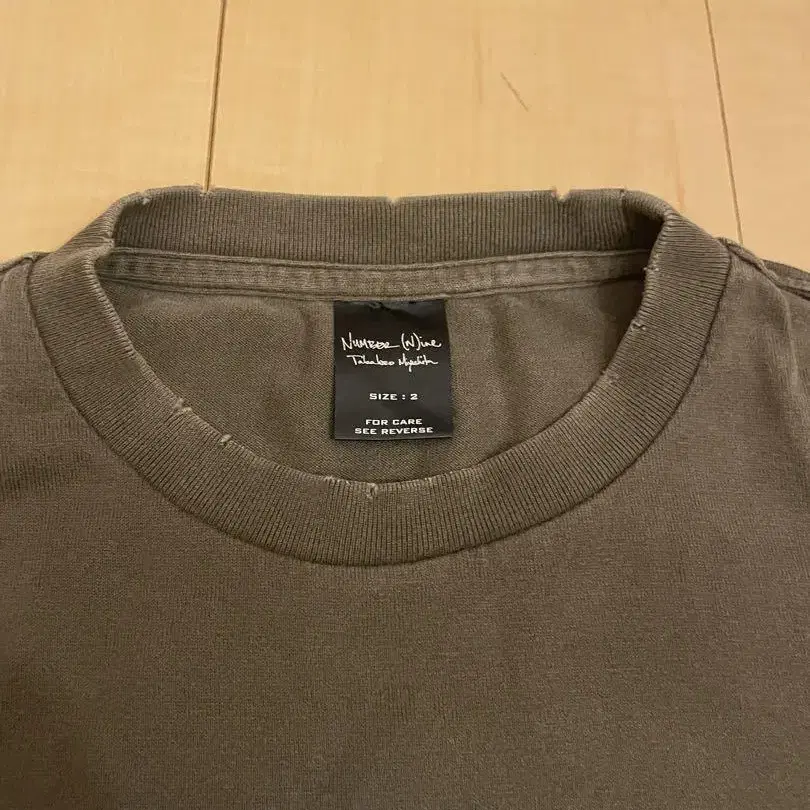 NUMBER (N)ine
Takahiro Miyashita
SIZE : 2
FOR CARE
SEE REVERSE